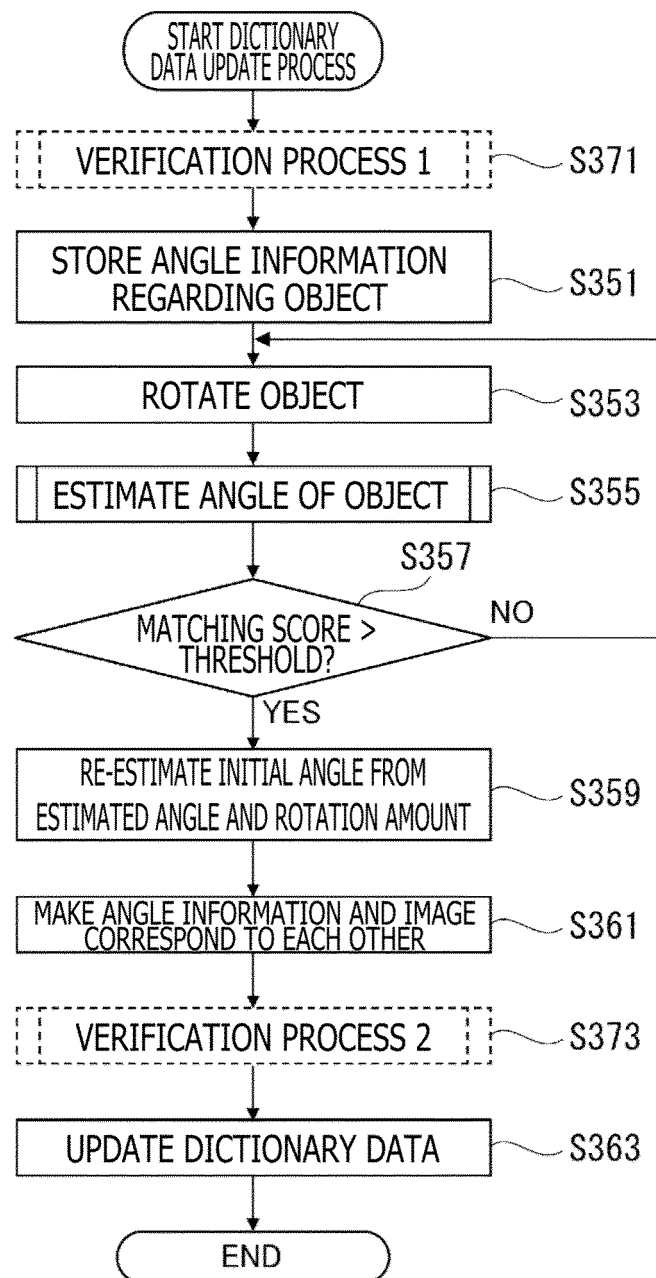 START DICTIONARY
DATA UPDATE PROCESS
VERIFICATION PROCESS 1
S371
STORE ANGLE INFORMATION
REGARDING OBJECT
S351
ROTATE OBJECT
S353
ESTIMATE ANGLE OF OBJECT
S355
S357
MATCHING SCORE >
THRESHOLD?
NO
YES
RE-ESTIMATE INITIAL ANGLE FROM
ESTIMATED ANGLE AND ROTATION AMOUNT
S359
MAKE ANGLE INFORMATION AND IMAGE
CORRESPOND TO EACH OTHER
S361
VERIFICATION PROCESS 2
S373
UPDATE DICTIONARY DATA
S363
END